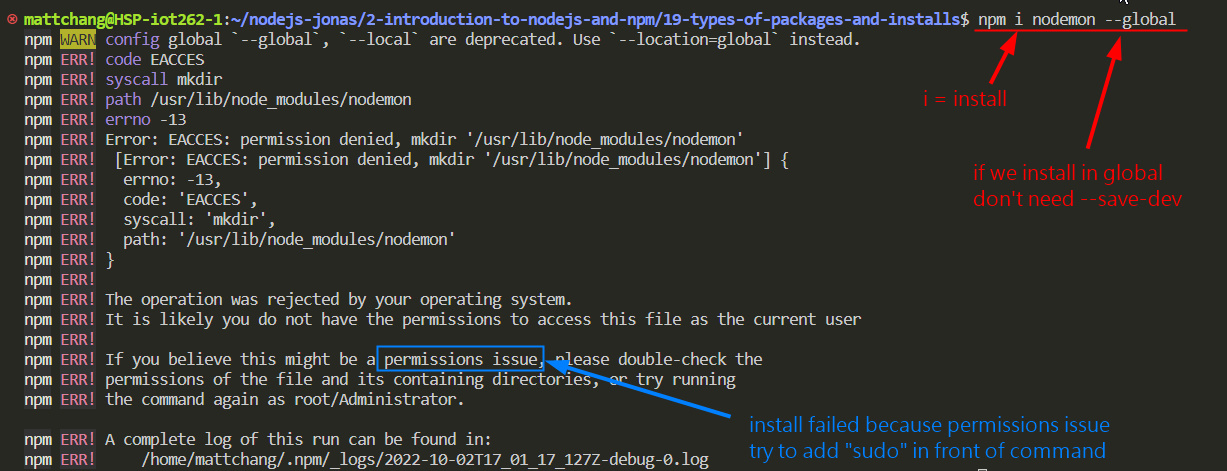 mattchang@HSP-iot262-1:~/nodejs-jonas/2-introduction-to-nodejs-and-npm/19-types-of-packages-and-installs$ npm i nodemon --global
npm WARN config global `--global`, `--local` are deprecated. Use `--location=global` instead.
npm ERR! code EACCES
npm ERR! syscall mkdir
npm ERR! path /usr/lib/node_modules/nodemon
npm ERR! errno -13
npm ERR! Error: EACCES: permission denied, mkdir '/usr/lib/node_modules/nodemon'
npm ERR!  [Error: EACCES: permission denied, mkdir '/usr/lib/node_modules/nodemon'] {
npm ERR!   errno: -13,
npm ERR!   code: 'EACCES',
npm ERR!   syscall: 'mkdir',
npm ERR!   path: '/usr/lib/node_modules/nodemon'
npm ERR! }
npm ERR!
npm ERR! The operation was rejected by your operating system.
npm ERR! It is likely you do not have the permissions to access this file as the current user
npm ERR!
npm ERR! If you believe this might be a permissions issue, please double-check the
npm ERR! permissions of the file and its containing directories, or try running
npm ERR! the command again as root/Administrator.
npm ERR! A complete log of this run can be found in:
npm ERR!     /home/mattchang/.npm/_logs/2022-10-02T17_01_17_127Z-debug-0.log
i = install
if we install in global
don't need --save-dev
install failed because permissions issue
try to add "sudo" in front of command